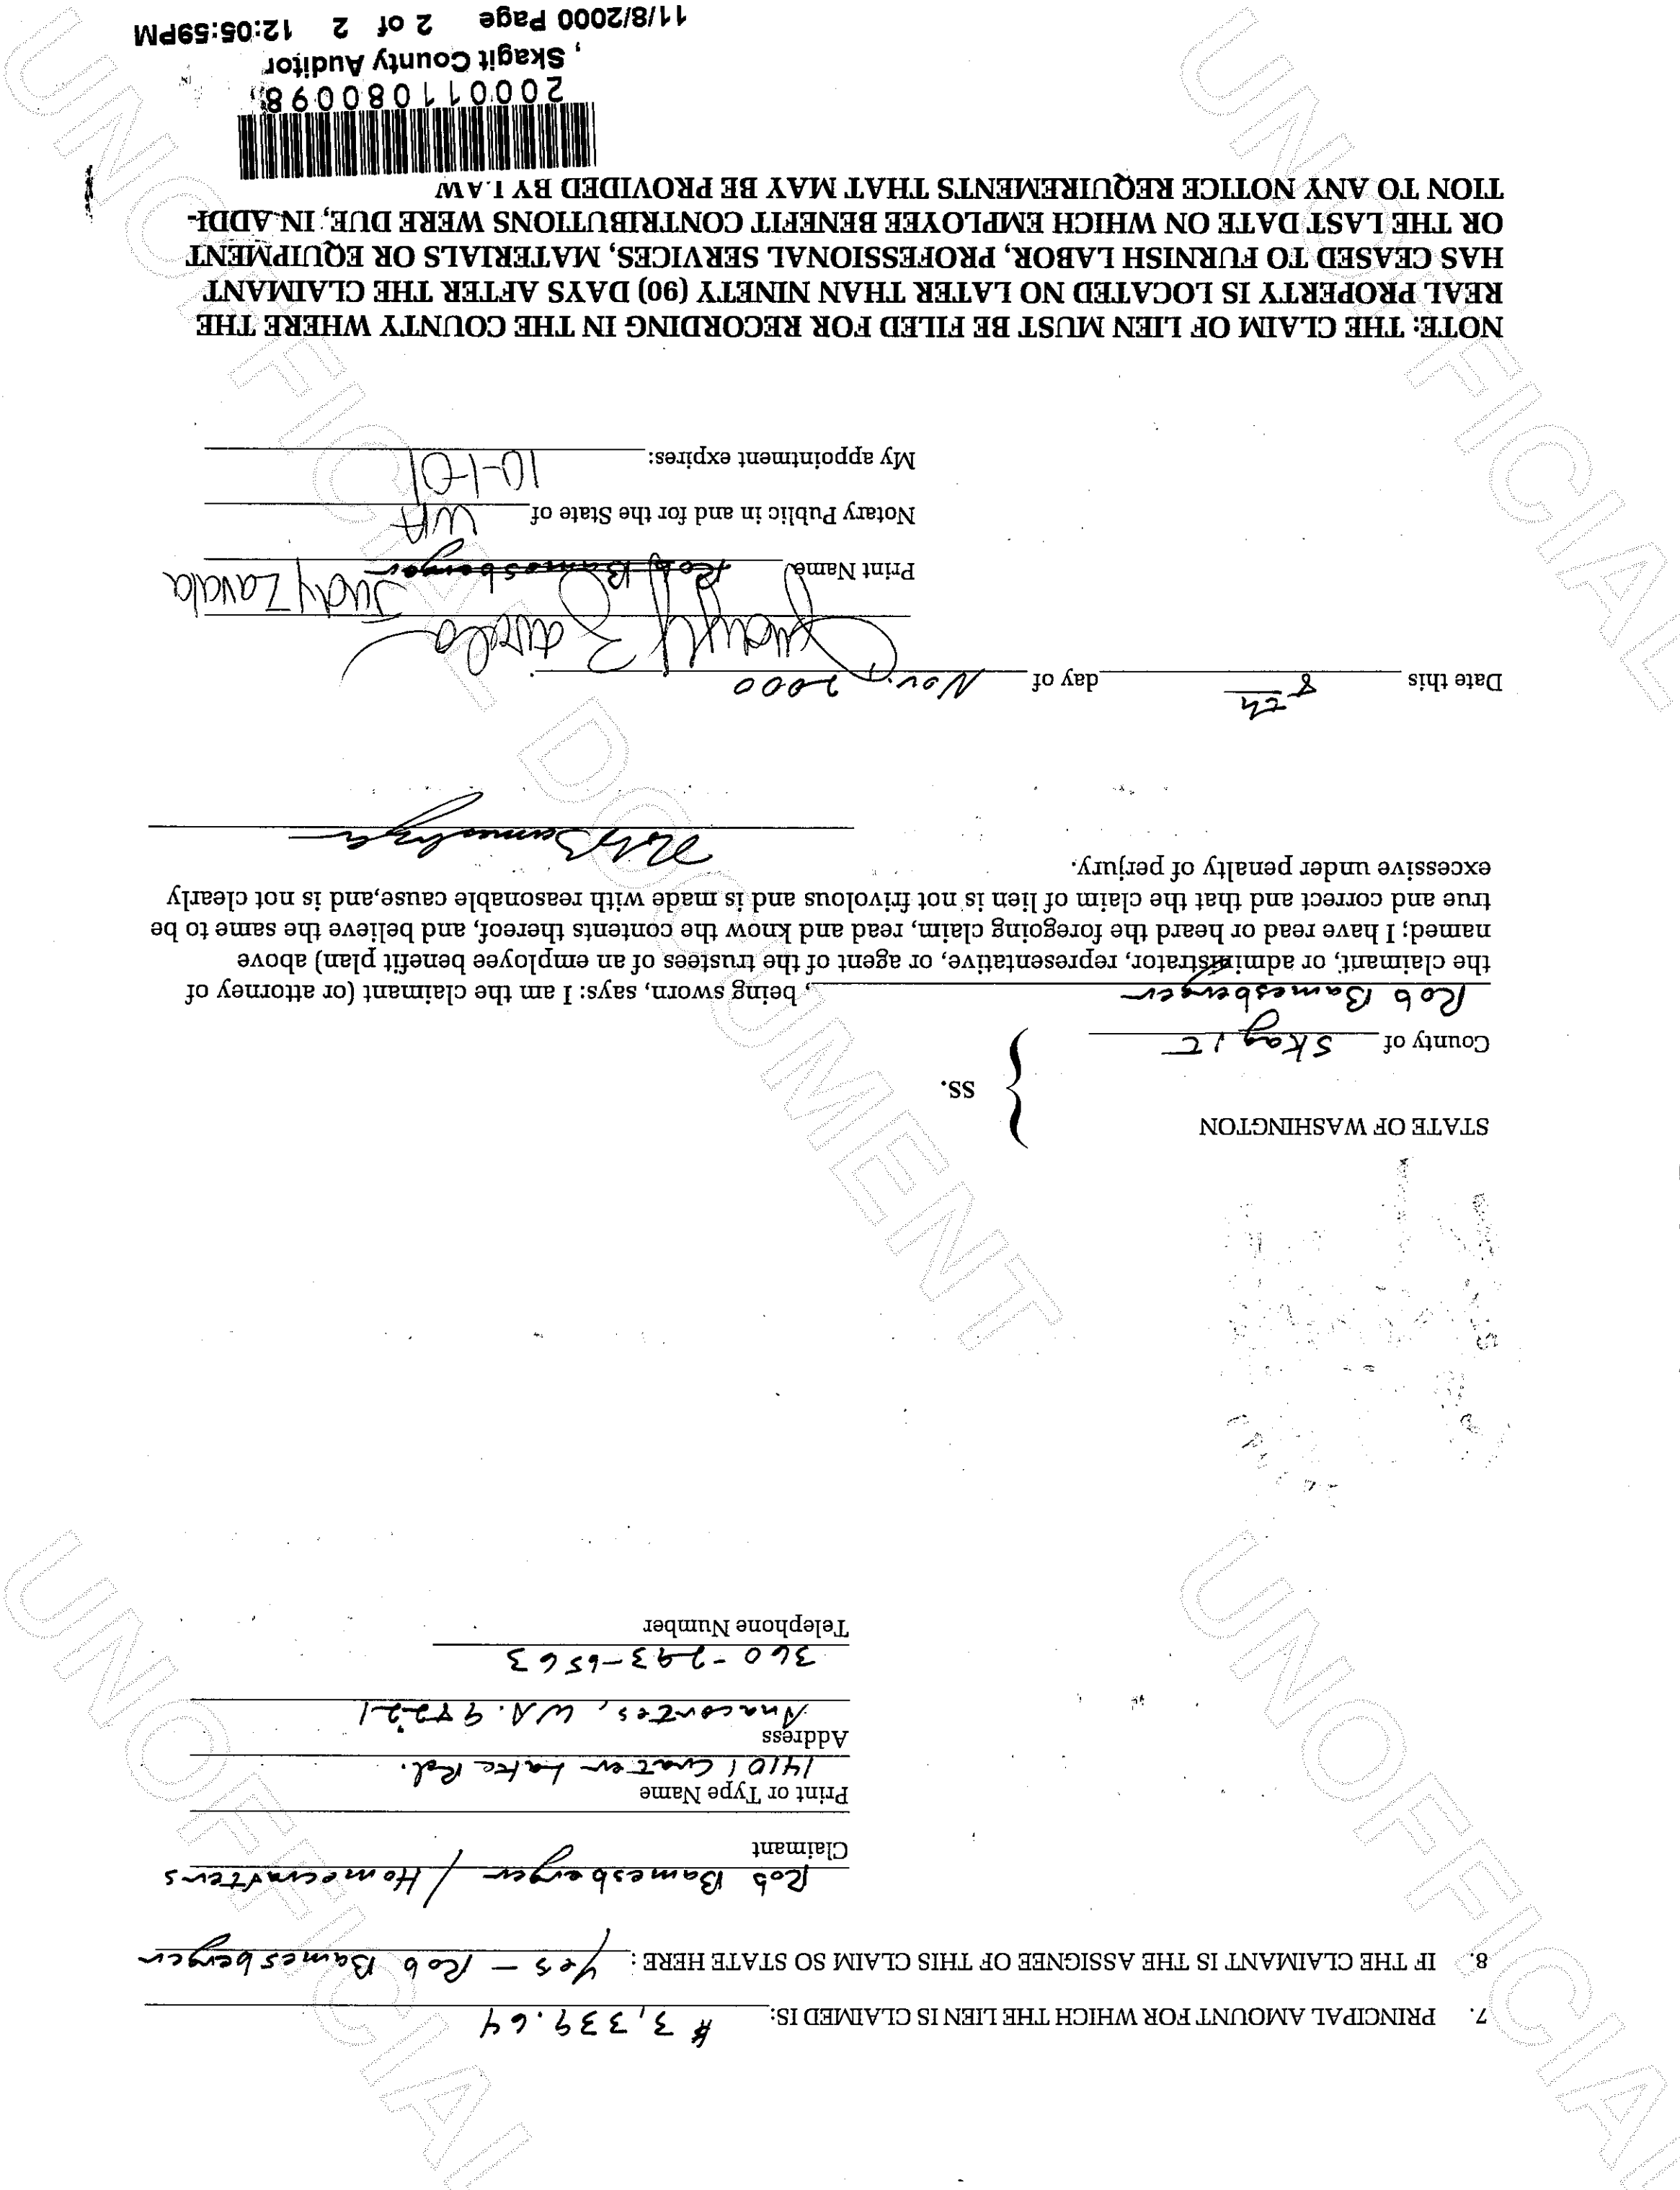 7. PRINCIPAL AMOUNT FOR WHICH THE LIEN IS CLAIMED IS: $3,339.64
8. IF THE CLAIMANT IS THE ASSIGNEE OF THIS CLAIM SO STATE HERE: Yes - Rob Bamesberger
Rob Bamesberger / Homecrafters
Claimant
Print or Type Name
14101 Crater Lake Rd.
Address
Anacortes, WA. 98221
360-293-6563
Telephone Number
STATE OF WASHINGTON
SS.
County of Skagit
Rob Bamesberger, being sworn, says: I am the claimant (or attorney of
the claimant, or administrator, representative, or agent of the trustees of an employee benefit plan) above
named; I have read or heard the foregoing claim, read and know the contents thereof, and believe the same to be
true and correct and that the claim of lien is not frivolous and is made with reasonable cause,and is not clearly
excessive under penalty of perjury.
Rob Bamesberger
Date this 8th day of Nov. 2000.
Judy Zavala
Print Name Rob Bamesberger Judy Zavala
Notary Public in and for the State of WA
My appointment expires: 10-1-01
NOTE: THE CLAIM OF LIEN MUST BE FILED FOR RECORDING IN THE COUNTY WHERE THE
REAL PROPERTY IS LOCATED NO LATER THAN NINETY (90) DAYS AFTER THE CLAIMANT
HAS CEASED TO FURNISH LABOR, PROFESSIONAL SERVICES, MATERIALS OR EQUIPMENT
OR THE LAST DATE ON WHICH EMPLOYEE BENEFIT CONTRIBUTIONS WERE DUE, IN ADDI-
TION TO ANY NOTICE REQUIREMENTS THAT MAY BE PROVIDED BY LAW
200011080098
, Skagit County Auditor
11/8/2000 Page 2 of 2 12:05:59PM
UNOFFICIAL DOCUMENT
UNOFFICIAL
UNOFFICIAL
UNOFFICIAL